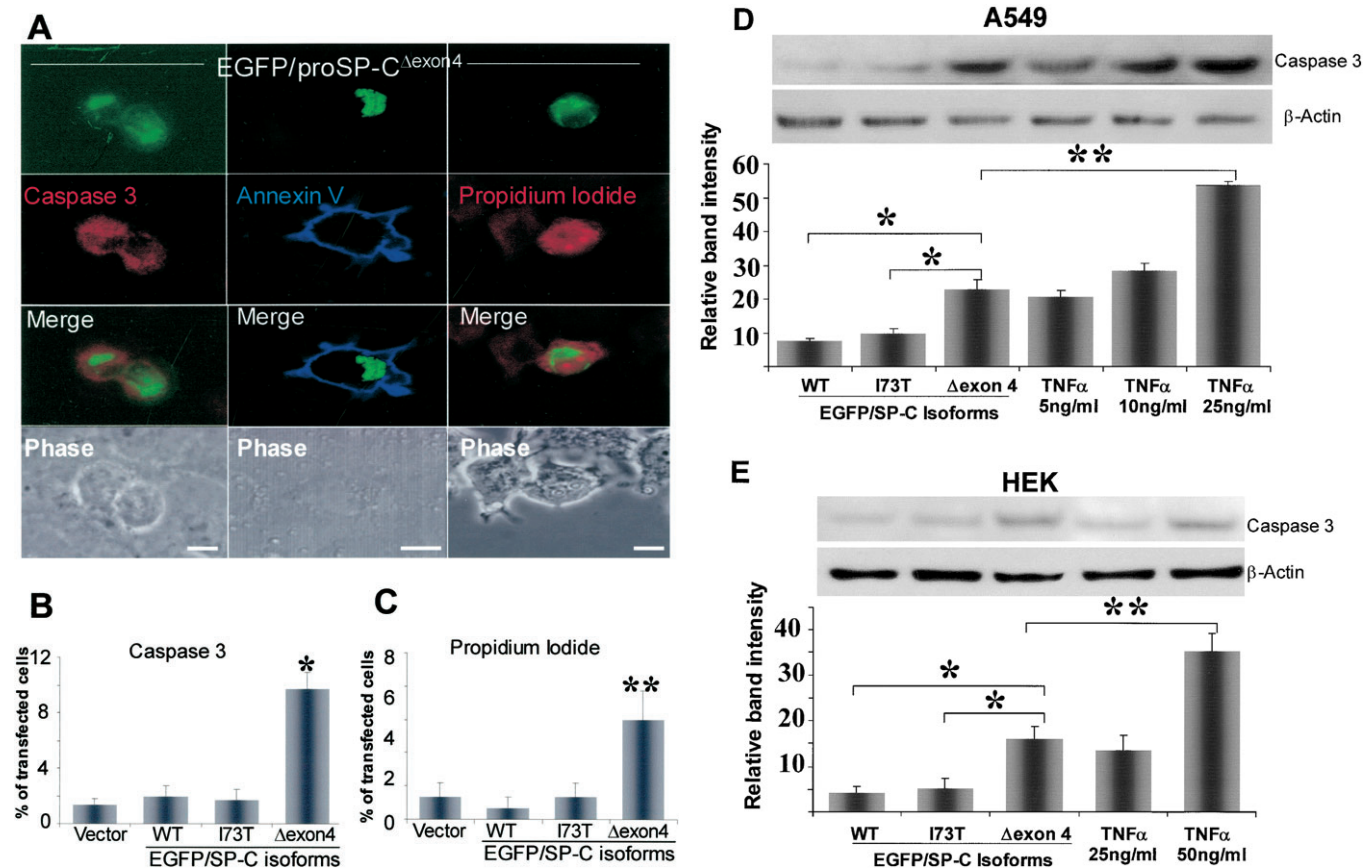 A
EGFP/proSP-C^Δexon4
Caspase 3
Annexin V
Propidium Iodide
Merge
Merge
Merge
Phase
Phase
Phase
B
Caspase 3
% of transfected cells
12
8
4
2
0
*
Vector
WT
I73T
Δexon4
EGFP/SP-C isoforms
C
Propidium Iodide
% of transfected cells
8
6
4
2
0
**
Vector
WT
I73T
Δexon4
EGFP/SP-C isoforms
D
A549
Caspase 3
β-Actin
Relative band intensity
60
50
30
20
10
*
*
**
WT
I73T
Δexon 4
TNFα 5ng/ml
TNFα 10ng/ml
TNFα 25ng/ml
EGFP/SP-C Isoforms
E
HEK
Caspase 3
β-Actin
Relative band intensity
40
30
20
10
*
*
**
WT
I73T
Δexon 4
TNFα 25ng/ml
TNFα 50ng/ml
EGFP/SP-C Isoforms